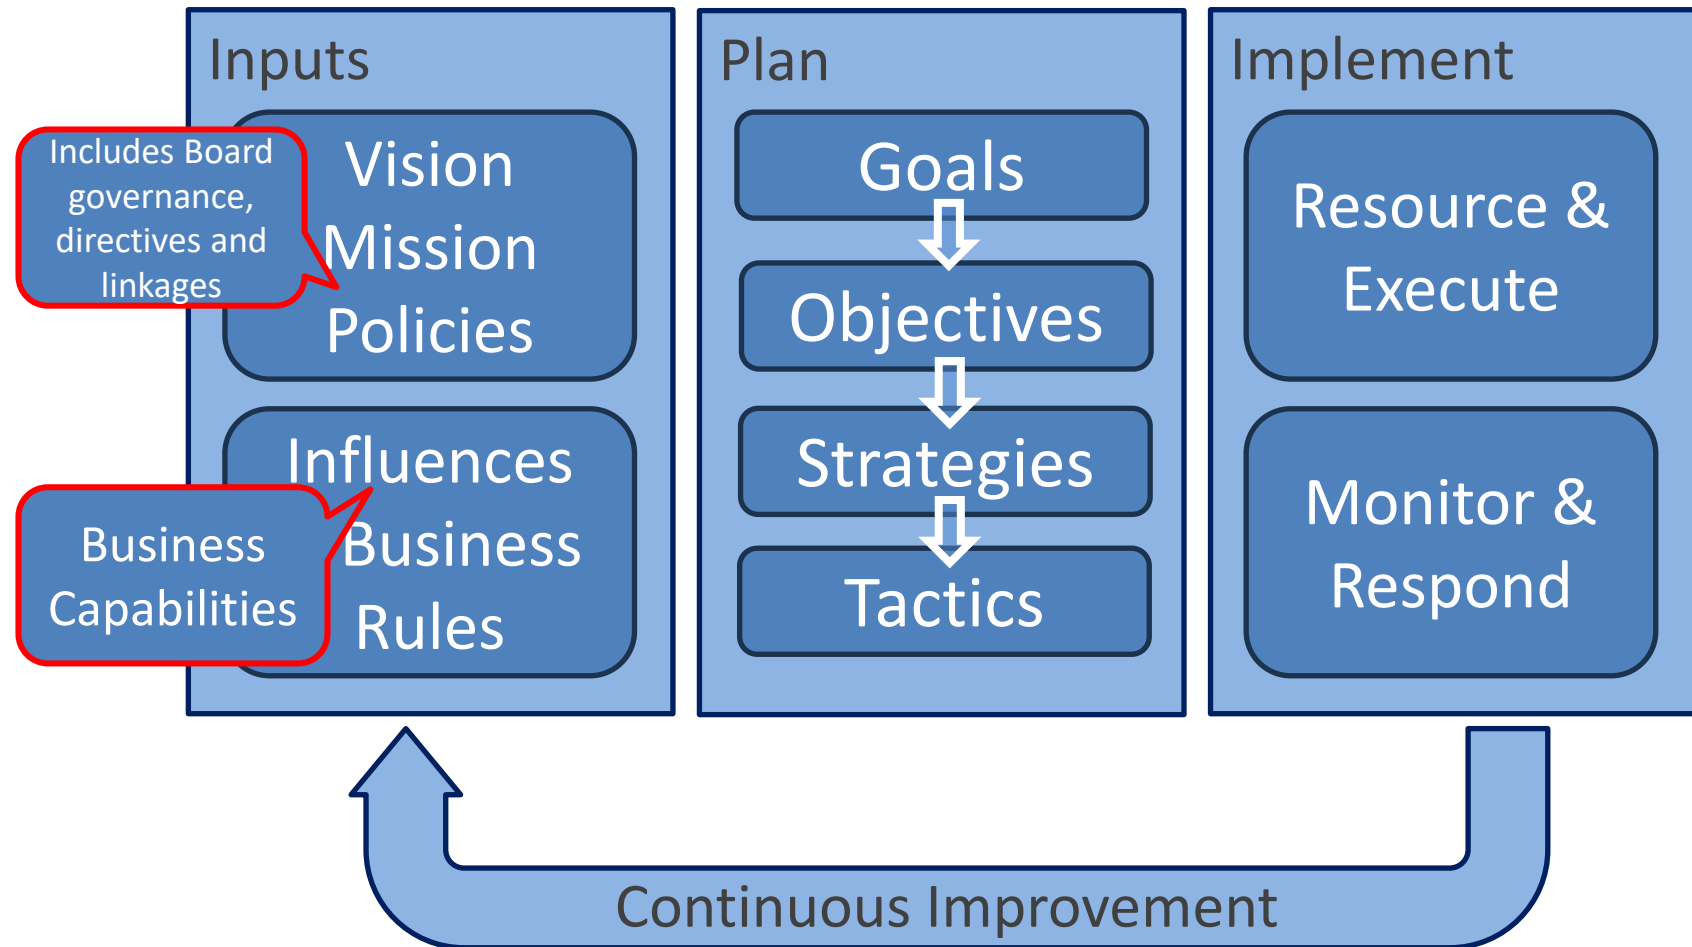 Inputs
Includes Board
governance,
directives and
linkages
Vision
Mission
Policies
Business
Capabilities
Influences
Business
Rules
Plan
Goals
Objectives
Strategies
Tactics
Implement
Resource &
Execute
Monitor &
Respond
Continuous Improvement